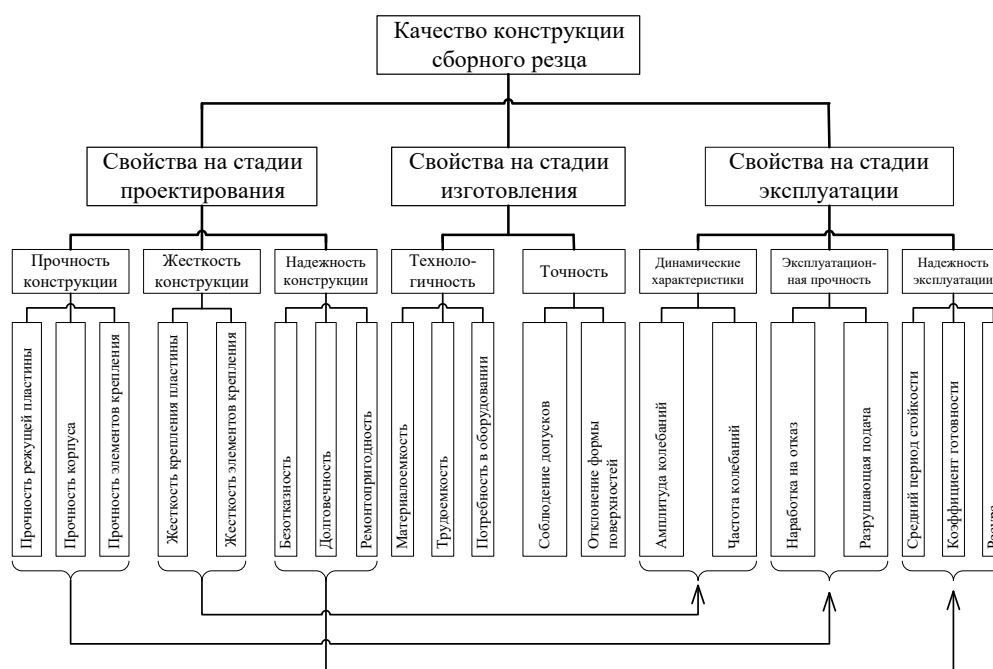 Качество конструкции
сборного резца
Свойства на стадии
проектирования
Свойства на стадии
изготовления
Свойства на стадии
эксплуатации
Прочность
конструкции
Жесткость
конструкции
Надежность
конструкции
Техноло-
гичность
Точность
Динамические
характеристики
Эксплуатацион-
ная прочность
Надежность
эксплуатации
Прочность режущей пластины
Прочность корпуса
Прочность элементов крепления
Жесткость крепления пластины
Жесткость элементов крепления
Безотказность
Долговечность
Ремонтопригодность
Материалоемкость
Трудоемкость
Потребность в оборудовании
Соблюдение допусков
Отклонение формы
поверхностей
Амплитуда колебаний
Частота колебаний
Наработка на отказ
Разрушающая подача
Средний период стойкости
Коэффициент готовности